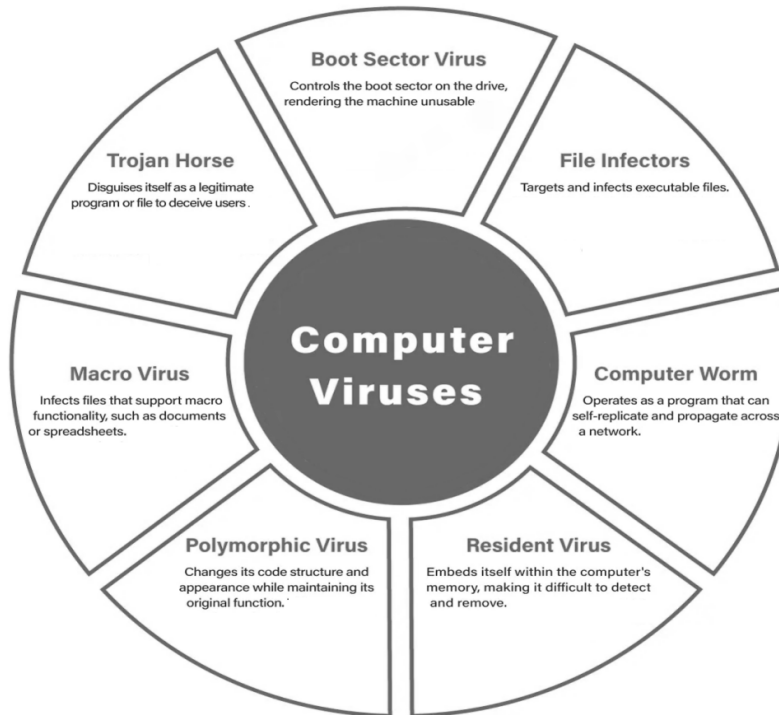 Boot Sector Virus
Controls the boot sector on the drive,
rendering the machine unusable
File Infectors
Targets and infects executable files.
Computer Worm
Operates as a program that can
self-replicate and propagate across
a network.
Resident Virus
Embeds itself within the computer's
memory, making it difficult to detect
and remove.
Polymorphic Virus
Changes its code structure and
appearance while maintaining its
original function.
Macro Virus
Infects files that support macro
functionality, such as documents
or spreadsheets.
Trojan Horse
Disguises itself as a legitimate
program or file to deceive users.
Computer
Viruses